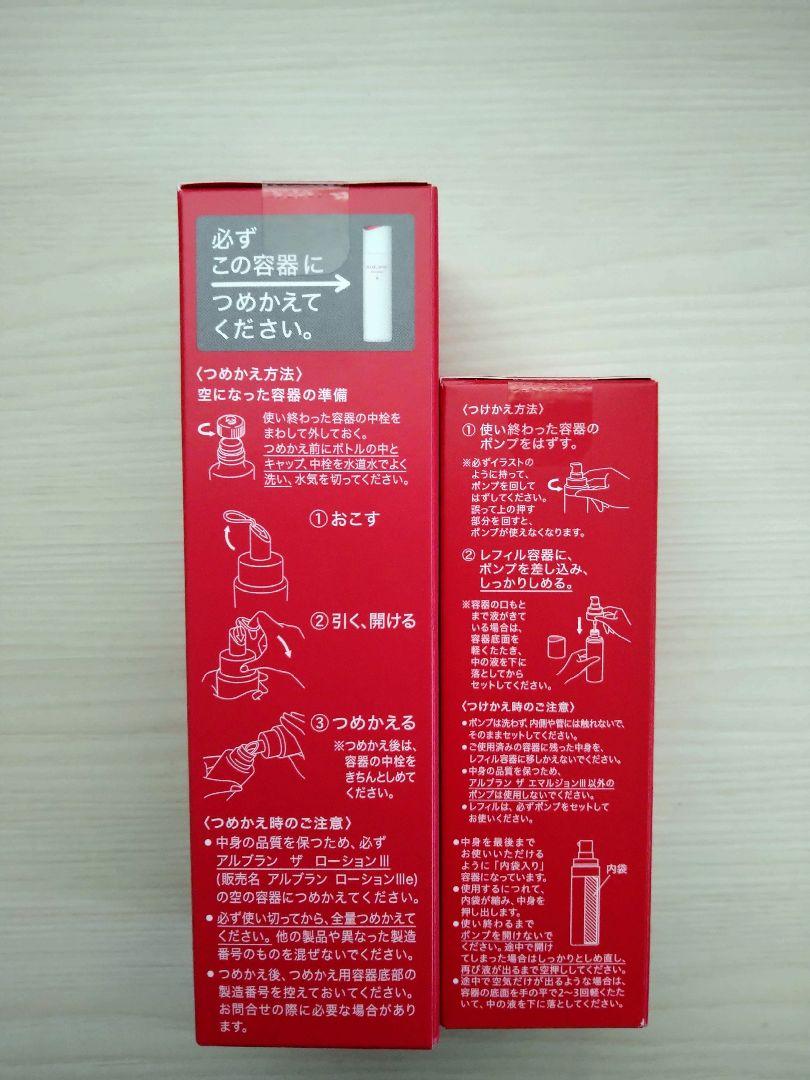 必ず
この容器に
つめかえて
ください。
〈つめかえ方法〉
空になった容器の準備
使い終わった容器の中栓を
まわして外しておく。
つめかえ前にボトルの中と
キャップ、中栓を水道水でよく
洗い、水気を切ってください。
①おこす
②引く、開ける
③つめかえる
※つめかえ後は、
容器の中栓を
きちんとしめて
ください。
〈つめかえ時のご注意〉
●中身の品質を保つため、必ず
アルブラン ザ ローションⅢ
(販売名 アルブラン ローションⅢe)
の空の容器につめかえてください。
●必ず使い切ってから、全量つめかえて
ください。他の製品や異なった製造
番号のものを混ぜないでください。
●つめかえ後、つめかえ用容器底部の
製造番号を控えておいてください。
お問合せの際に必要な場合があり
ます。
〈つけかえ方法〉
① 使い終わった容器の
ポンプをはずす。
※必ずイラストの
ように持って、
ポンプを回して
はずしてください。
誤って上の押す
部分を回すと、
ポンプが使えなくなります。
② レフィル容器に、
ポンプを差し込み、
しっかりしめる。
※容器の口もと
まで液がきて
いる場合は、
容器底面を
軽くたたき、
中の液を下に
落としてから
セットしてください。
〈つけかえ時のご注意〉
●ポンプは洗わず、内側や管には触れないで、
そのままセットしてください。
●ご使用済みの容器に残った中身を、
レフィル容器に移しかえないでください。
●中身の品質を保つため、
アルブラン ザ エマルジョンⅢ以外の
ポンプは使用しないでください。
●レフィルは、必ずポンプをセットして
お使いください。
●中身を最後まで
お使いいただける
ように「内袋入り」
容器になっています。
●使用するにつれて、
内袋が縮み、中身を
押し出します。
●使い終わるまで
ポンプを開けないで
ください。途中で開け
てしまった場合はしっかりとしめ直し、
再び液が出るまで空押ししてください。
●途中で空気だけが出るような場合は、
容器の底面を手の平で2〜3回軽くたた
いて、中の液を下に落としてください。
内袋